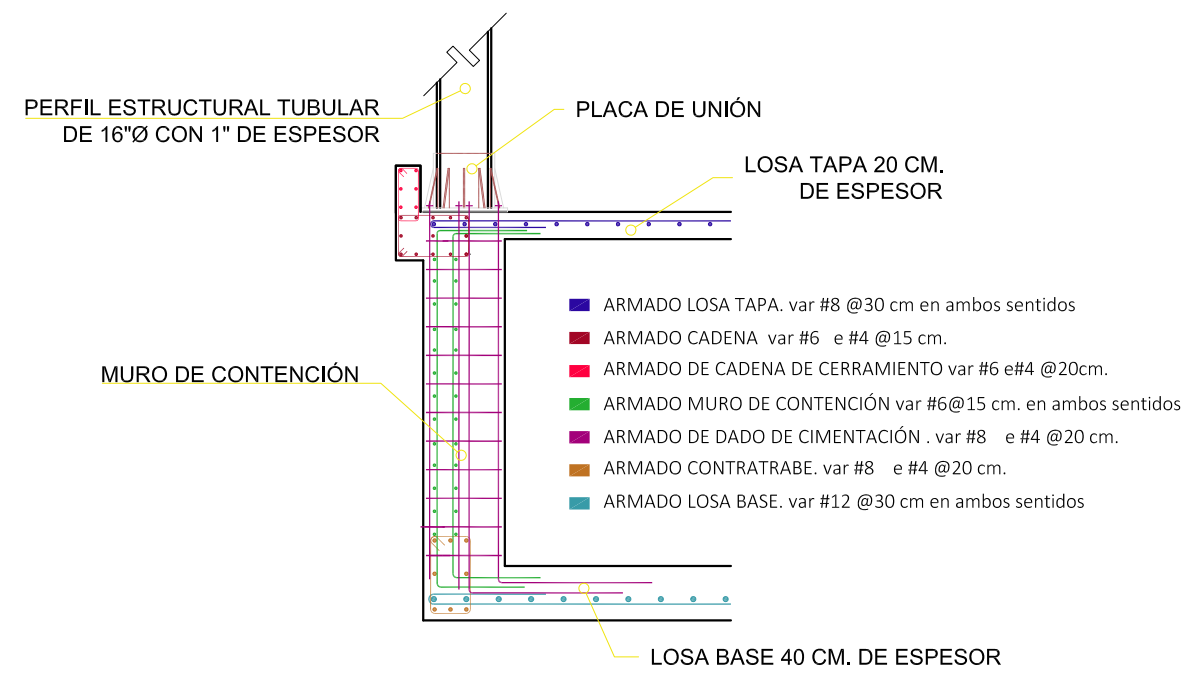 PERFIL ESTRUCTURAL TUBULAR
DE 16"Ø CON 1" DE ESPESOR
PLACA DE UNIÓN
LOSA TAPA 20 CM.
DE ESPESOR
MURO DE CONTENCIÓN
ARMADO LOSA TAPA. var #8 @30 cm en ambos sentidos
ARMADO CADENA var #6 e #4 @15 cm.
ARMADO DE CADENA DE CERRAMIENTO var #6 e#4 @20cm.
ARMADO MURO DE CONTENCIÓN var #6@15 cm. en ambos sentidos
ARMADO DE DADO DE CIMENTACIÓN . var #8 e #4 @20 cm.
ARMADO CONTRATRABE. var #8 e #4 @20 cm.
ARMADO LOSA BASE. var #12 @30 cm en ambos sentidos
LOSA BASE 40 CM. DE ESPESOR